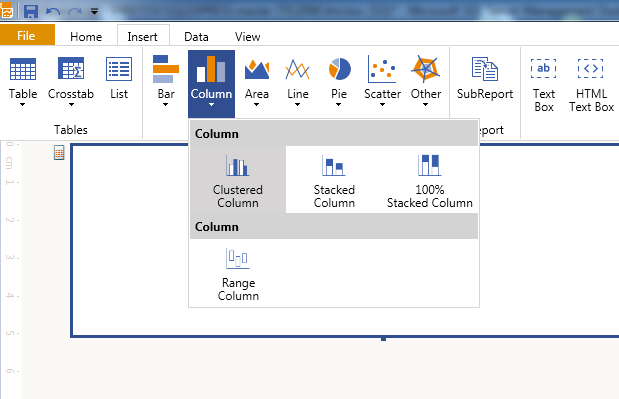 File Home Insert Data View
Table Crosstab List Bar Column Area Line Pie Scatter Other SubReport Text Box HTML Text Box
Tables
port
Column
Clustered Column
Stacked Column
100% Stacked Column
Column
Range Column
0
cm
1
2
3
4
5
6
ab